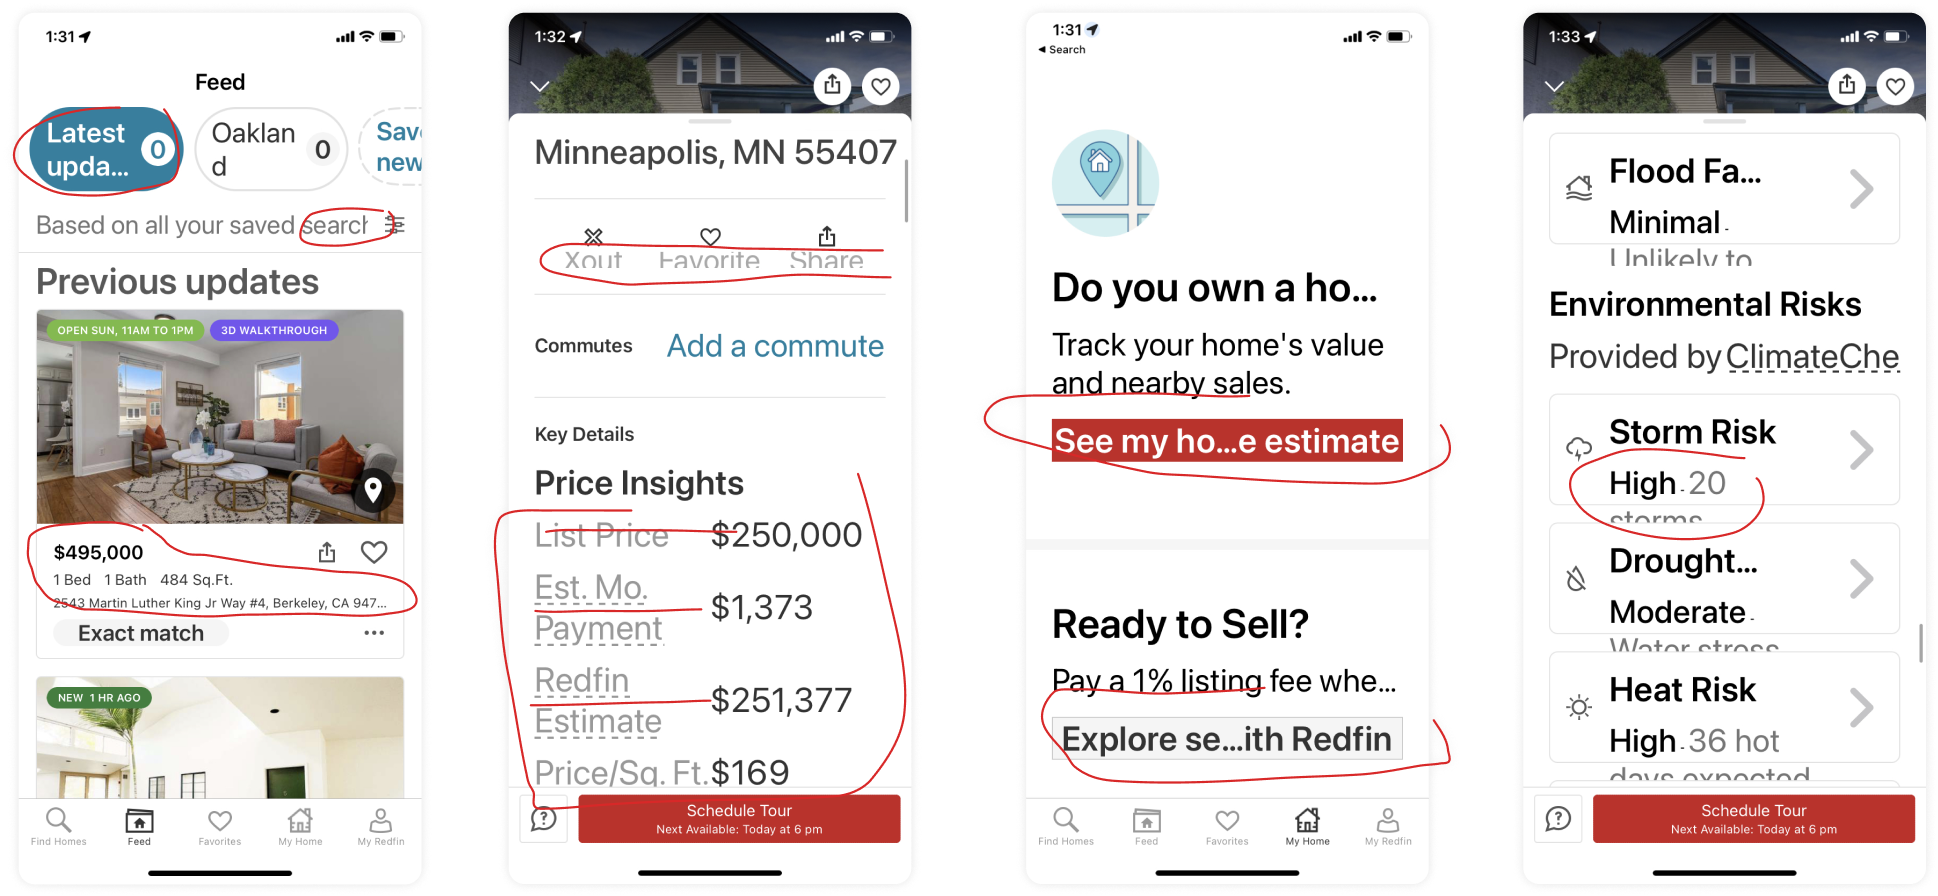 1:31
Feed
Latest upda...
0
Oaklan
d
0
Save
new
Based on all your saved search
Previous updates
OPEN SUN, 11AM TO 1PM
3D WALKTHROUGH
$495,000
1 Bed 1 Bath 484 Sq.Ft.
2543 Martin Luther King Jr Way #4, Berkeley, CA 947...
Exact match
NEW 1 HR AGO
Find Homes
Feed
Favorites
My Home
My Redfin
1:32
Minneapolis, MN 55407
Xout
Favorite
Share
Commutes
Add a commute
Key Details
Price Insights
List Price $250,000
Est. Mo.
Payment
$1,373
Redfin
Estimate
$251,377
Price/Sq. Ft. $169
Schedule Tour
Next Available: Today at 6 pm
1:31
Search
Do you own a ho...
Track your home's value
and nearby sales.
See my ho...e estimate
Ready to Sell?
Pay a 1% listing fee whe...
Explore se...ith Redfin
Find Homes
Feed
Favorites
My Home
My Redfin
1:33
Flood Fa...
Minimal -
Unlikely to
Environmental Risks
Provided by ClimateChe
Storm Risk
High - 20
storms
Drought...
Moderate -
Water stress
Heat Risk
High - 36 hot
days expected
Schedule Tour
Next Available: Today at 6 pm